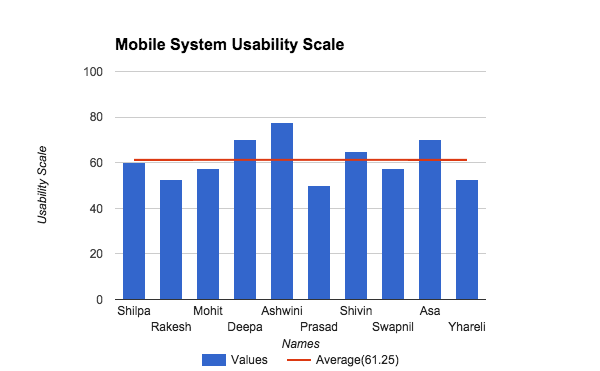 Mobile System Usability Scale
100
80
60
40
20
0
Usability Scale
Shilpa Mohit Ashwini Shivin Asa
Rakesh Deepa Prasad Swapnil Yhareli
Names
Values Average(61.25)